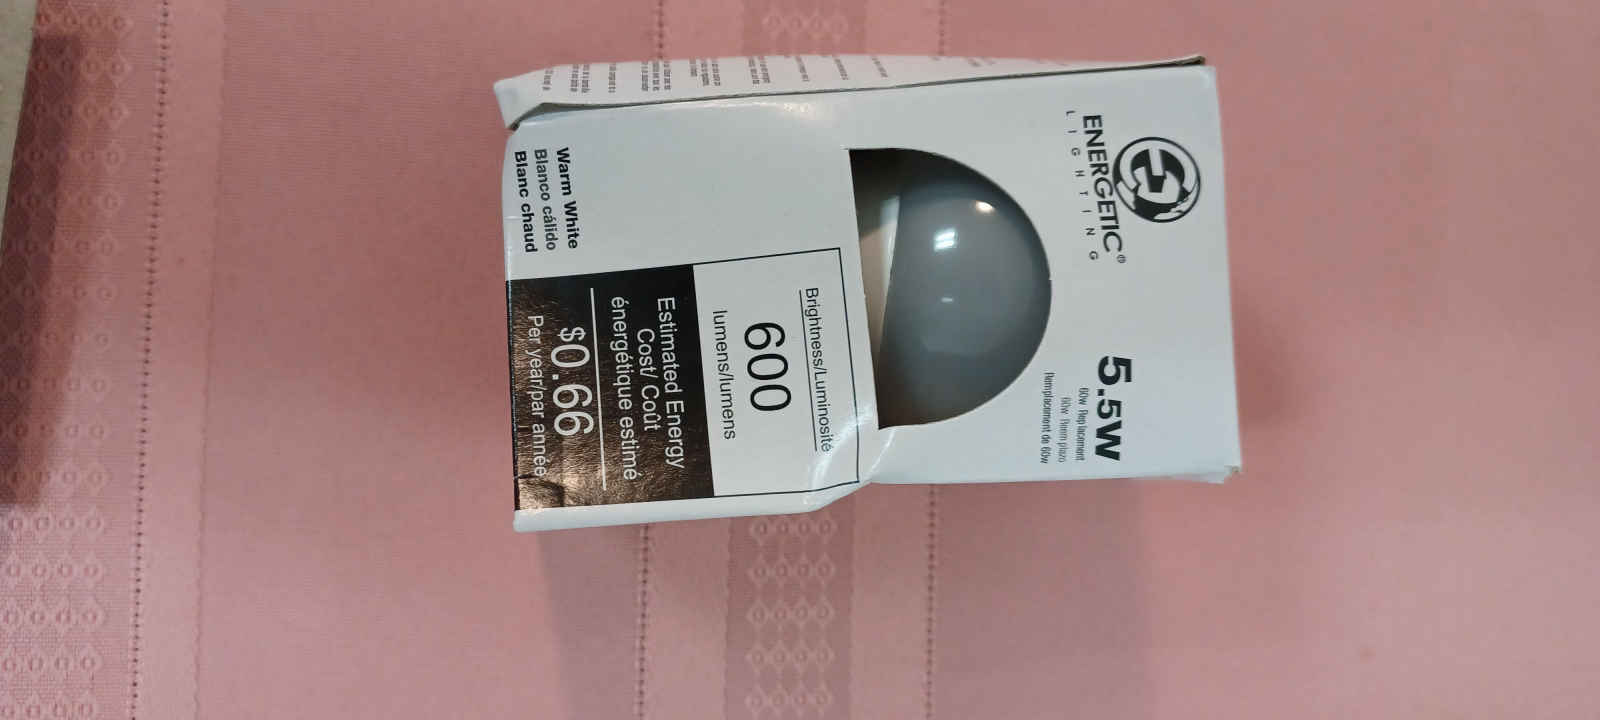 ENERGETIC®
LIGHTING
5.5W
60w Replacement
60w Reemplazo
Remplacement de 60w
Brightness/Luminosité
600
lumens/lumens
Estimated Energy
Cost/ Coût
énergétique estimé
$0.66
Per year/par année
Warm White
Blanco cálido
Blanc chaud